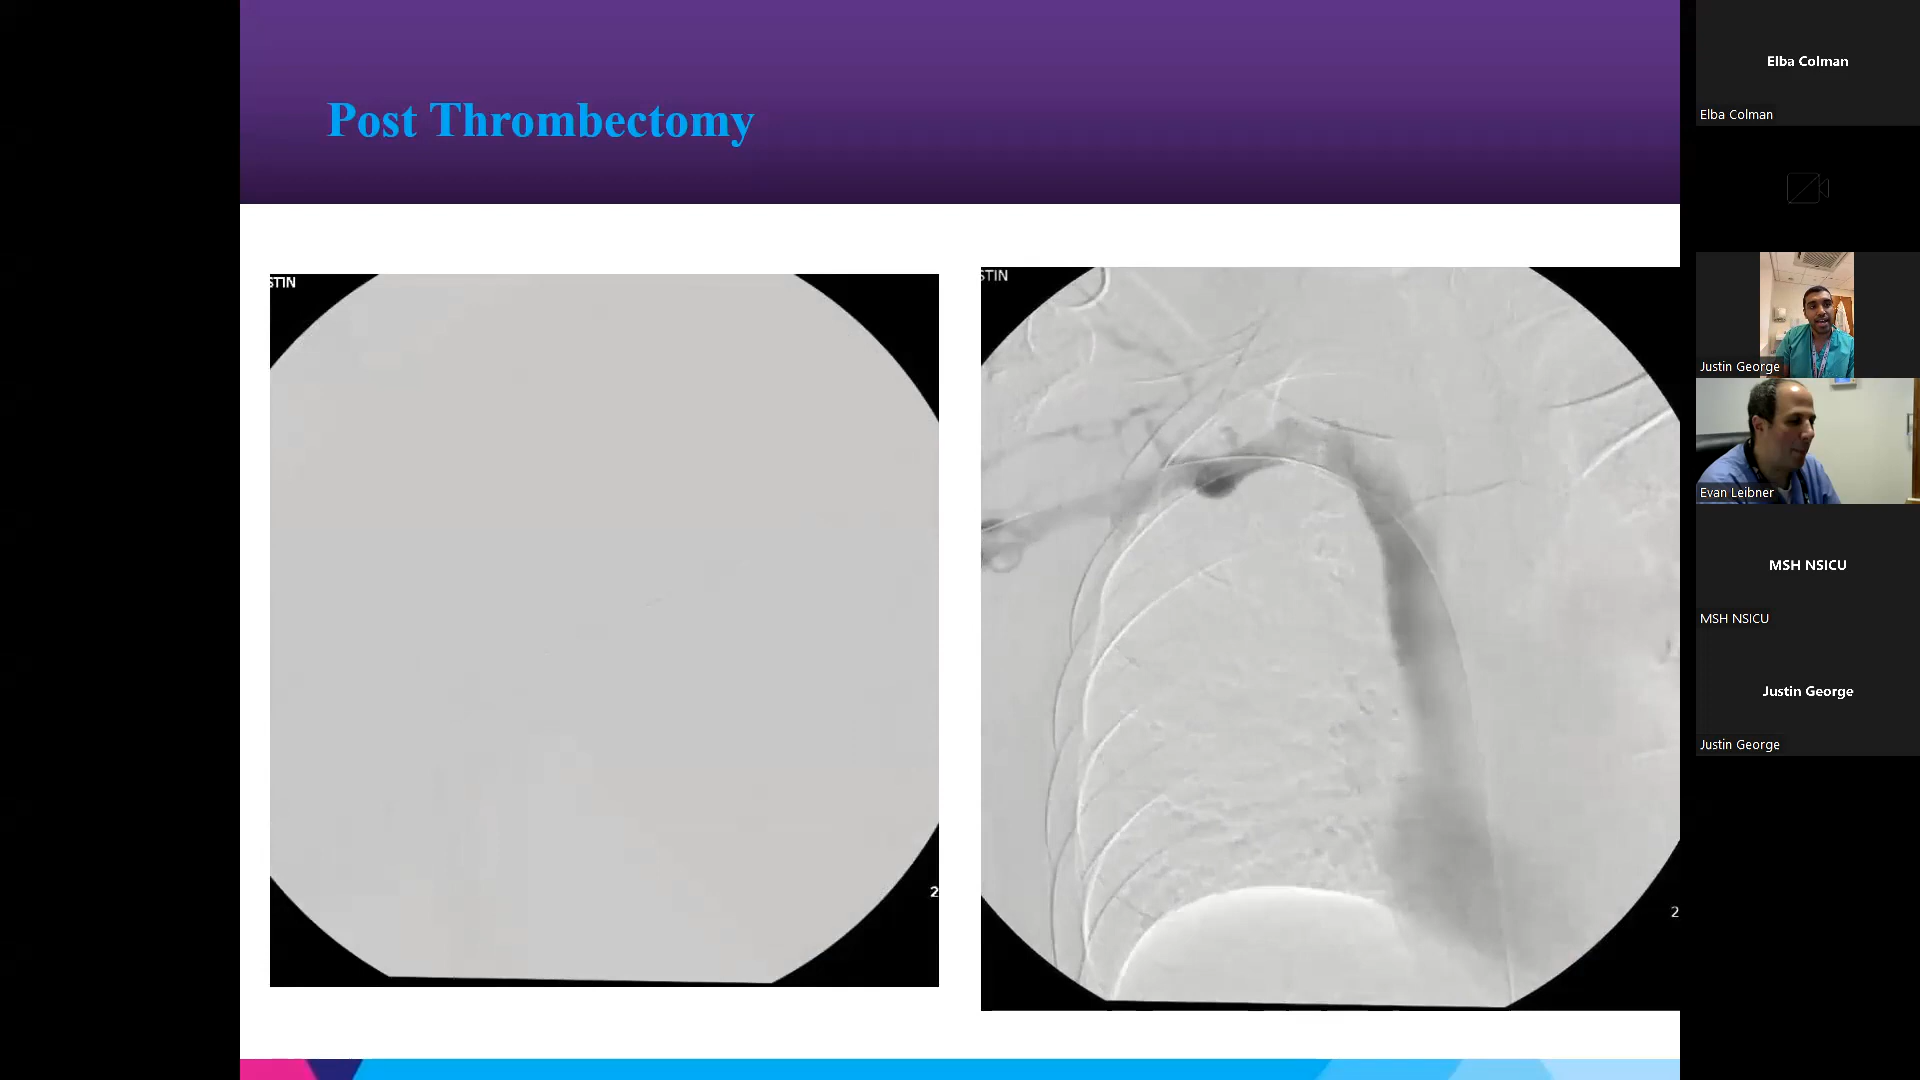 Post Thrombectomy
STIN
2
STIN
2
Elba Colman
Elba Colman
Justin George
Evan Leibner
MSH NSICU
MSH NSICU
Justin George
Justin George